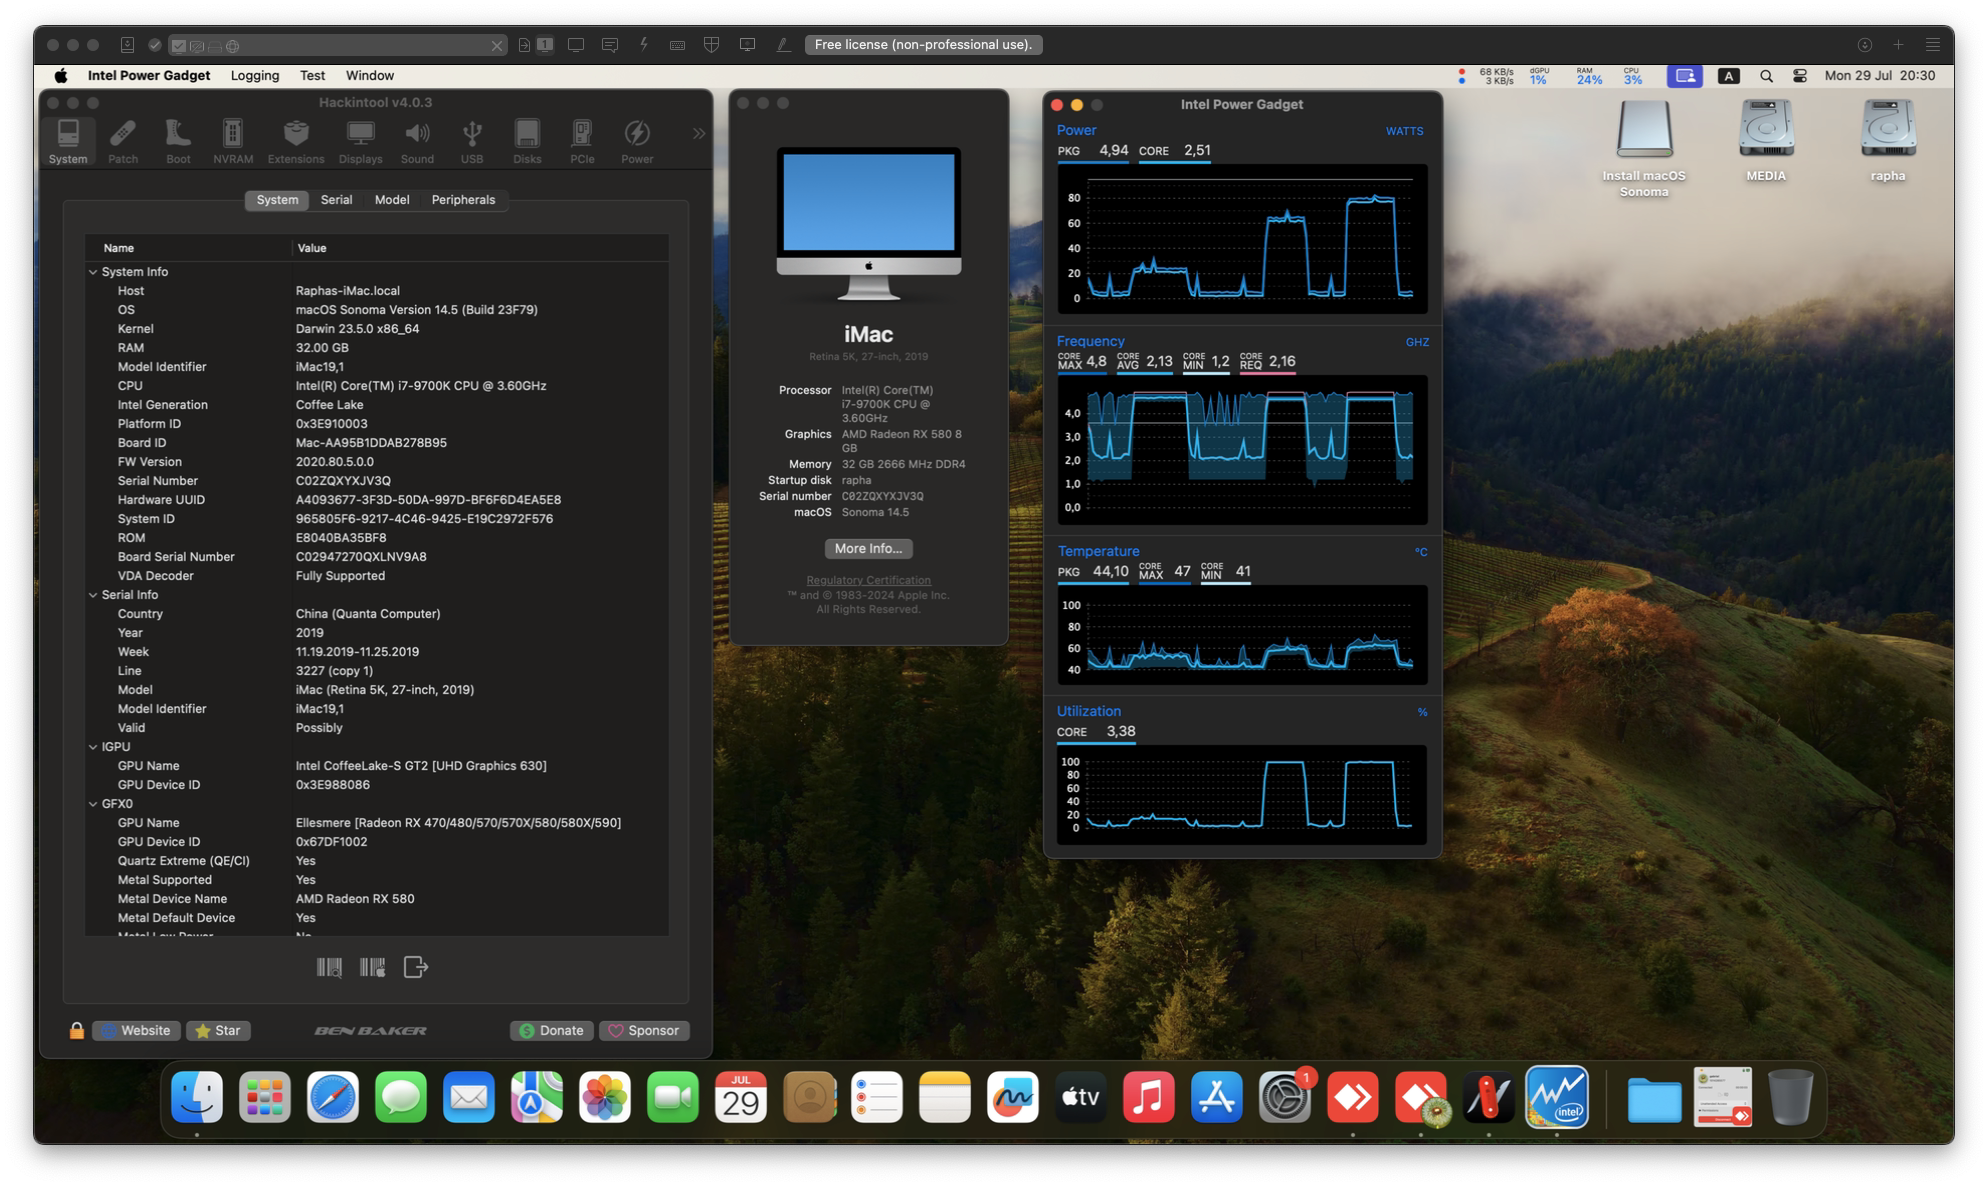 1
Free license (non-professional use).
Intel Power Gadget Logging Test Window
68 KB/s
3 KB/s
dGPU
1%
RAM
24%
CPU
3%
A
Mon 29 Jul 20:30
Hackintool v4.0.3
System Patch Boot NVRAM Extensions Displays Sound USB Disks PCIe Power
System Serial Model Peripherals
Name Value
System Info
Host Raphas-iMac.local
OS macOS Sonoma Version 14.5 (Build 23F79)
Kernel Darwin 23.5.0 x86_64
RAM 32.00 GB
Model Identifier iMac19,1
CPU Intel(R) Core(TM) i7-9700K CPU @ 3.60GHz
Intel Generation Coffee Lake
Platform ID 0x3E910003
Board ID Mac-AA95B1DDAB278B95
FW Version 2020.80.5.0.0
Serial Number C02ZQXYXJV3Q
Hardware UUID A4093677-3F3D-50DA-997D-BF6F6D4EA5E8
System ID 965805F6-9217-4C46-9425-E19C2972F576
ROM E8040BA35BF8
Board Serial Number C02947270QXLNV9A8
VDA Decoder Fully Supported
Serial Info
Country China (Quanta Computer)
Year 2019
Week 11.19.2019-11.25.2019
Line 3227 (copy 1)
Model iMac (Retina 5K, 27-inch, 2019)
Model Identifier iMac19,1
Valid Possibly
IGPU
GPU Name Intel CoffeeLake-S GT2 [UHD Graphics 630]
GPU Device ID 0x3E988086
GFX0
GPU Name Ellesmere [Radeon RX 470/480/570/570X/580/580X/590]
GPU Device ID 0x67DF1002
Quartz Extreme (QE/CI) Yes
Metal Supported Yes
Metal Device Name AMD Radeon RX 580
Metal Default Device Yes
Metal Low Power No
Website Star BEN BAKER Donate Sponsor
iMac
Retina 5K, 27-inch, 2019
Processor Intel(R) Core(TM)
i7-9700K CPU @
3.60GHz
Graphics AMD Radeon RX 580 8
GB
Memory 32 GB 2666 MHz DDR4
Startup disk rapha
Serial number C02ZQXYXJV3Q
macOS Sonoma 14.5
More Info...
Regulatory Certification
™ and © 1983-2024 Apple Inc.
All Rights Reserved.
Intel Power Gadget
Power WATTS
PKG 4,94 CORE 2,51
80
60
40
20
0
Frequency GHZ
CORE MAX 4,8 CORE AVG 2,13 CORE MIN 1,2 CORE REQ 2,16
4,0
3,0
2,0
1,0
0,0
Temperature °C
PKG 44,10 CORE MAX 47 CORE MIN 41
100
80
60
40
Utilization %
CORE 3,38
100
80
60
40
20
0
Install macOS
Sonoma
MEDIA
rapha
JUL
29
tv
1
intel